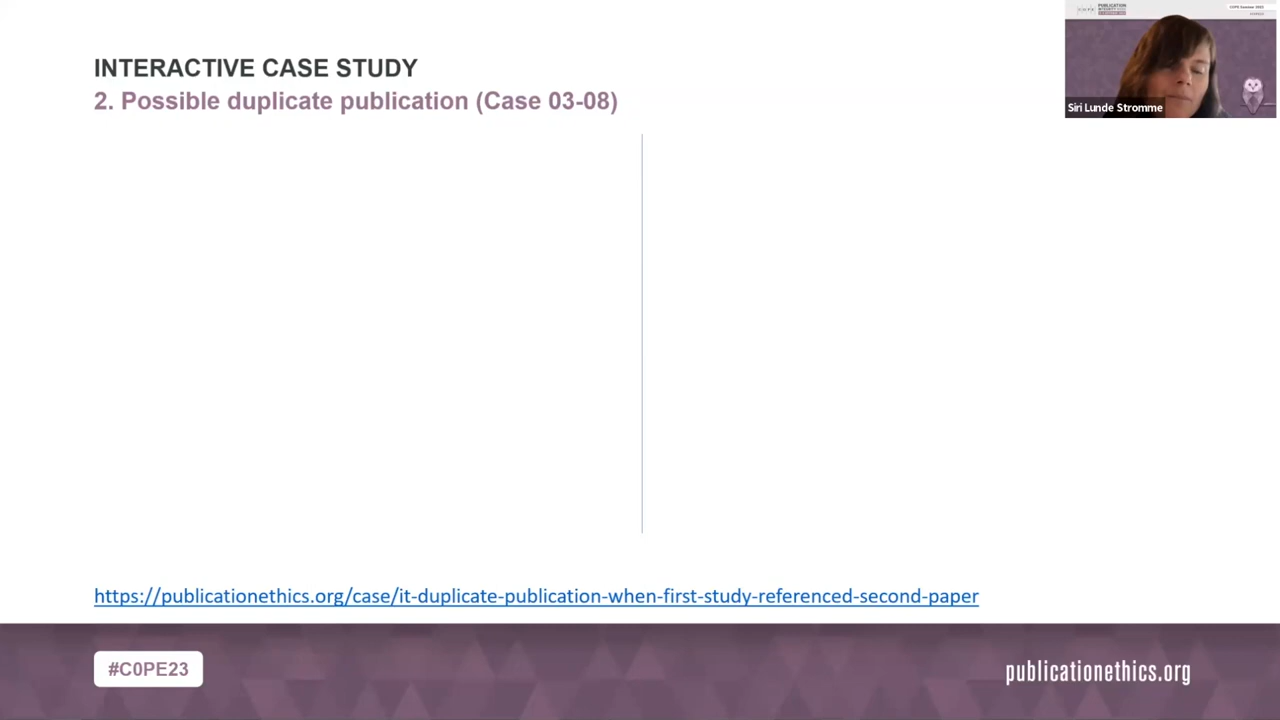 INTERACTIVE CASE STUDY
2. Possible duplicate publication (Case 03-08)
PUBLICATION
Siri Lunde Stromme
https://publicationethics.org/case/it-duplicate-publication-when-first-study-referenced-second-paper
#C0PE23
publicationethics.org